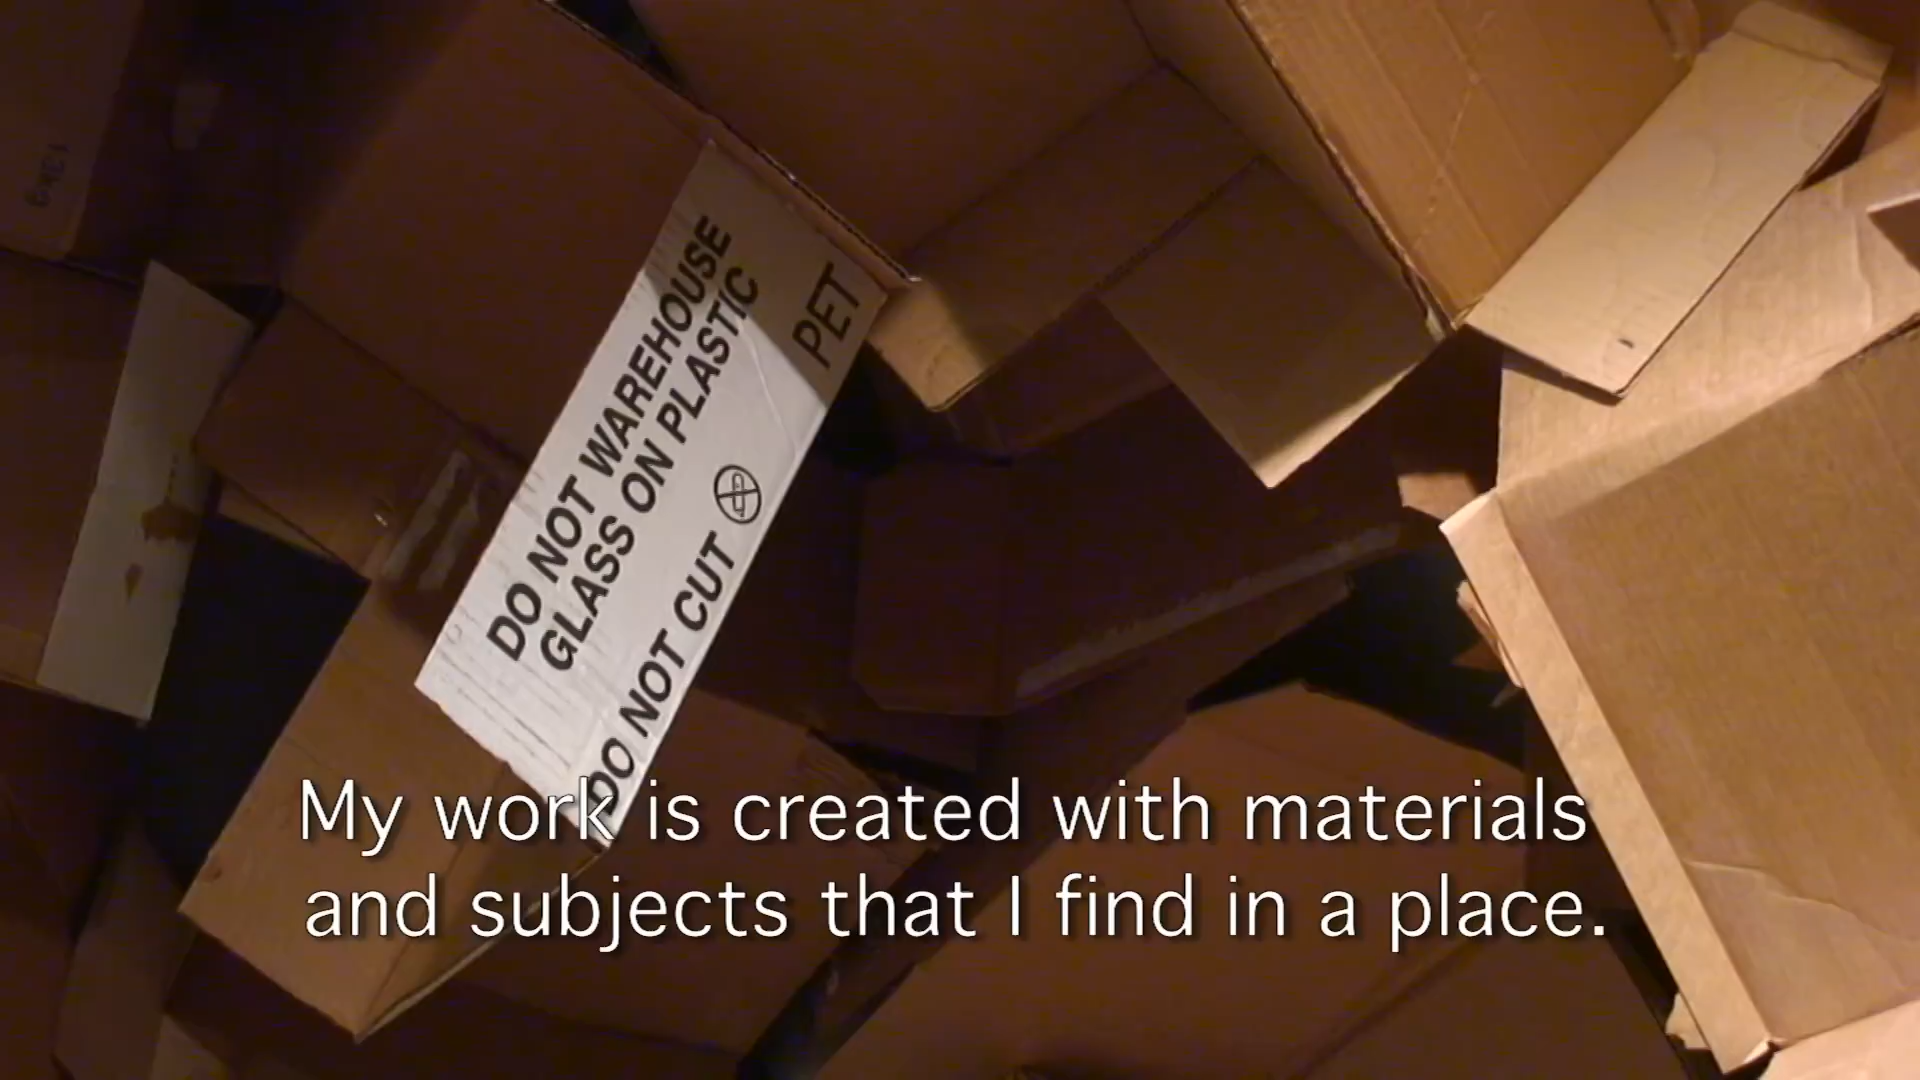 13kg
DO NOT WAREHOUSE
GLASS ON PLASTIC
PET
DO NOT CUT
My work is created with materials
and subjects that I find in a place.